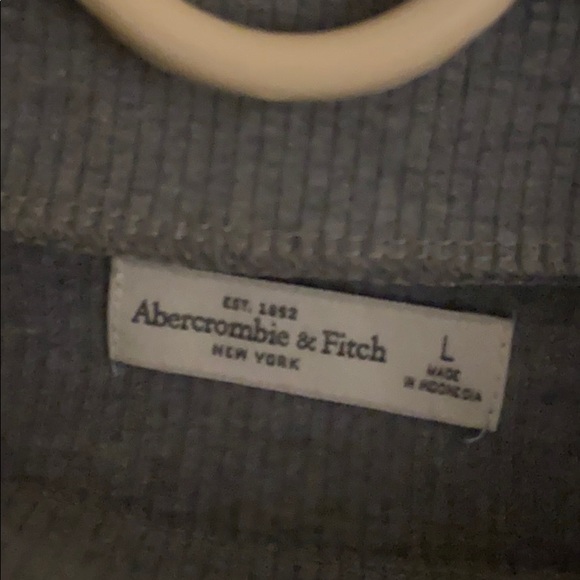 EST. 1892
Abercrombie & Fitch
NEW YORK
L
MADE
IN INDONESIA